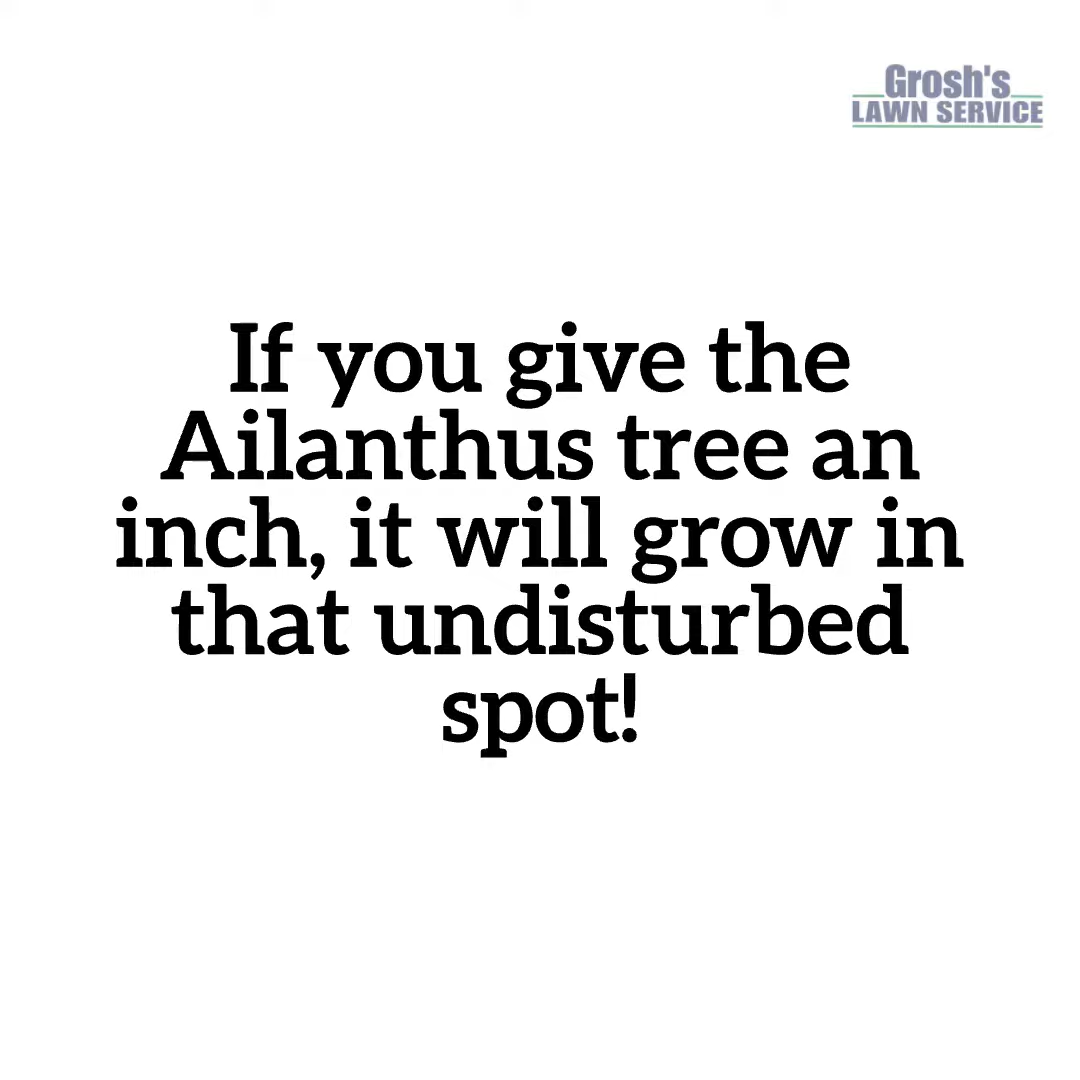 Grosh's
LAWN SERVICE
If you give the
Ailanthus tree an
inch, it will grow in
that undisturbed
spot!